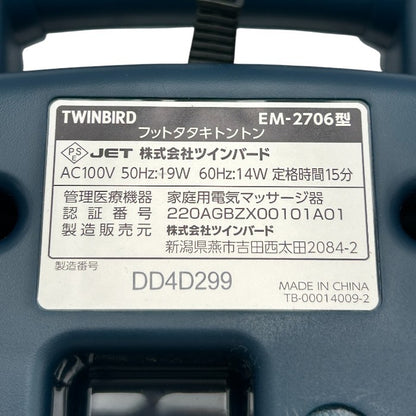 TWINBIRD EM-2706型
フットタタキトントン
PSE JET 株式会社ツインバード
AC100V 50Hz:19W 60Hz:14W 定格時間15分
管理医療機器 家庭用電気マッサージ器
認証番号 220AGBZX00101A01
製造販売元 株式会社ツインバード
新潟県燕市吉田西太田2084-2
製造番号
DD4D299
MADE IN CHINA
TB-00014009-2